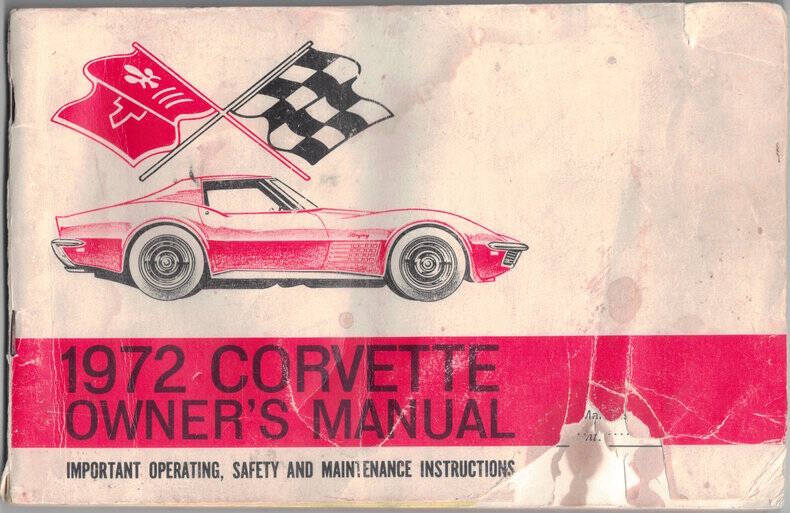 1972 CORVETTE
OWNER'S MANUAL
IMPORTANT OPERATING, SAFETY AND MAINTENANCE INSTRUCTIONS